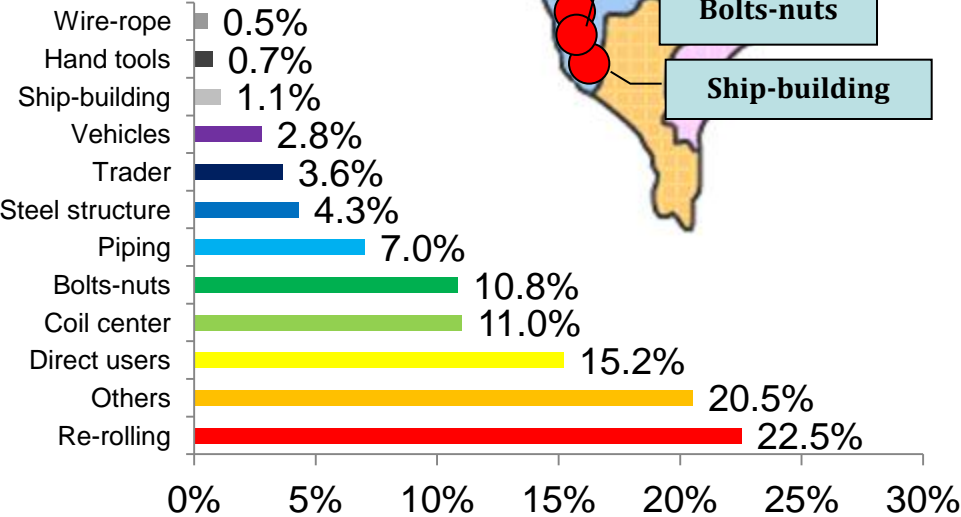 Bolts-nuts
Wire-rope 0.5%
Hand tools 0.7%
Ship-building
Ship-building 1.1%
Vehicles 2.8%
Trader 3.6%
Steel structure 4.3%
Piping 7.0%
Bolts-nuts 10.8%
Coil center 11.0%
Direct users 15.2%
Others 20.5%
Re-rolling 22.5%
0% 5% 10% 15% 20% 25% 30%